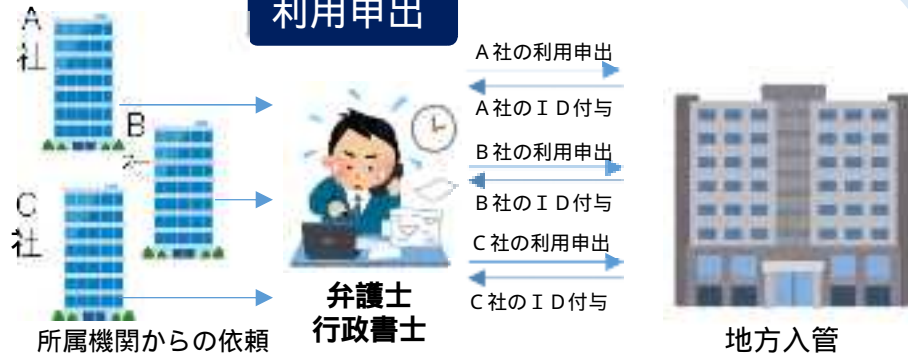 利用申出
A
社
B
C
社
A社の利用申出
A社のID付与
B社の利用申出
B社のID付与
C社の利用申出
C社のID付与
所属機関からの依頼
弁護士
行政書士
地方入管